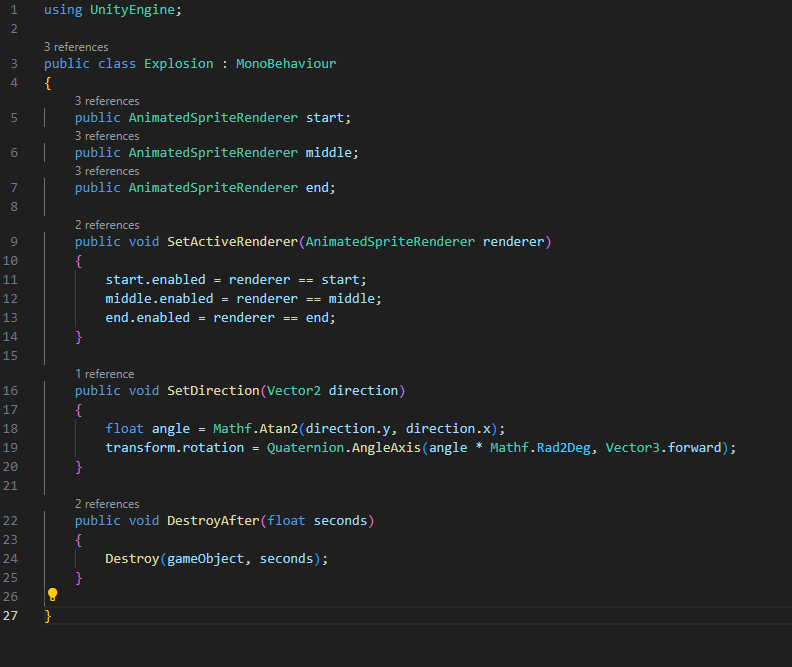 1 using UnityEngine;
2
3 references
3 public class Explosion : MonoBehaviour
4 {
3 references
5 public AnimatedSpriteRenderer start;
3 references
6 public AnimatedSpriteRenderer middle;
3 references
7 public AnimatedSpriteRenderer end;
8
2 references
9 public void SetActiveRenderer(AnimatedSpriteRenderer renderer)
10 {
11 start.enabled = renderer == start;
12 middle.enabled = renderer == middle;
13 end.enabled = renderer == end;
14 }
15
1 reference
16 public void SetDirection(Vector2 direction)
17 {
18 float angle = Mathf.Atan2(direction.y, direction.x);
19 transform.rotation = Quaternion.AngleAxis(angle * Mathf.Rad2Deg, Vector3.forward);
20 }
21
2 references
22 public void DestroyAfter(float seconds)
23 {
24 Destroy(gameObject, seconds);
25 }
26
27 }